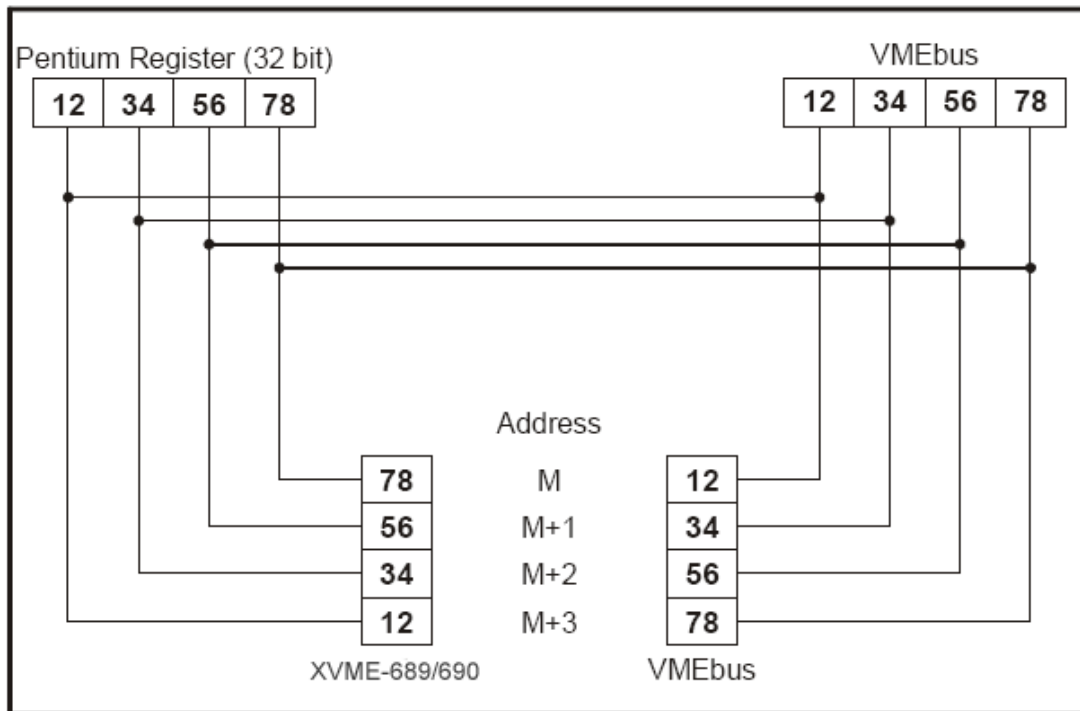 Pentium Register (32 bit) VMEbus
12 34 56 78 12 34 56 78
Address
78 M 12
56 M+1 34
34 M+2 56
12 M+3 78
XVME-689/690 VMEbus